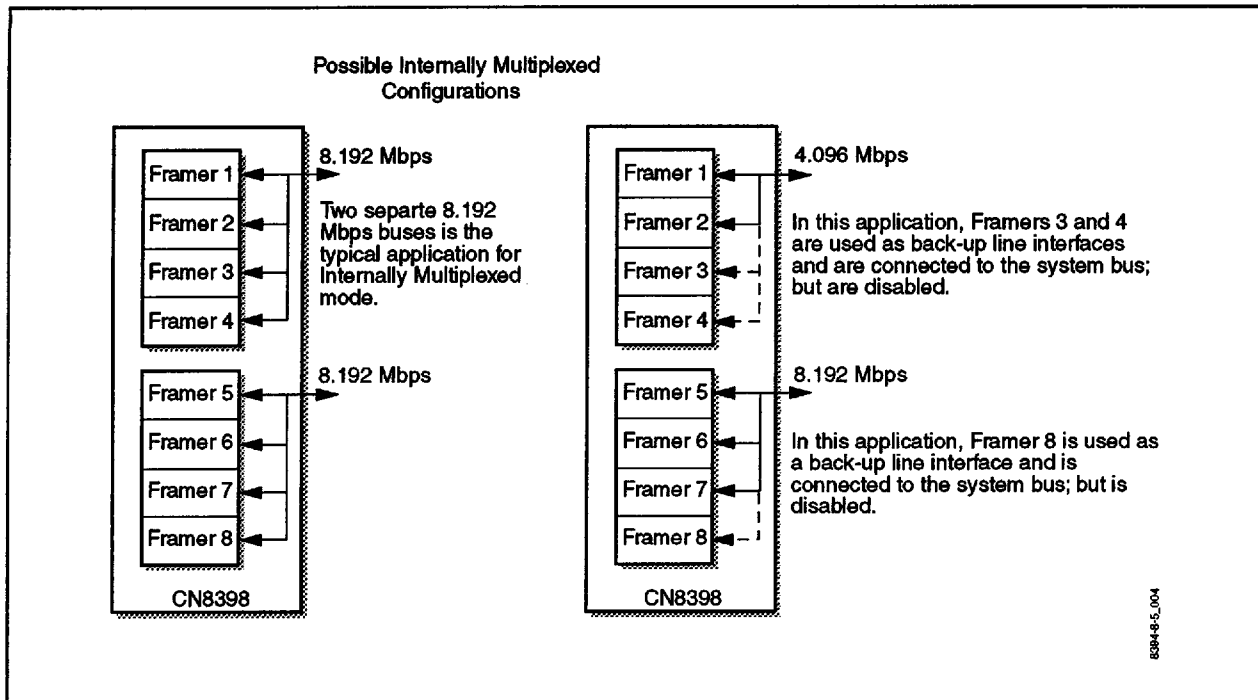 Possible Internally Multiplexed
Configurations
Framer 1
Framer 2
Framer 3
Framer 4
8.192 Mbps
Two separte 8.192
Mbps buses is the
typical application for
Internally Multiplexed
mode.
Framer 5
Framer 6
Framer 7
Framer 8
8.192 Mbps
CN8398
Framer 1
Framer 2
Framer 3
Framer 4
4.096 Mbps
In this application, Framers 3 and 4
are used as back-up line interfaces
and are connected to the system bus;
but are disabled.
Framer 5
Framer 6
Framer 7
Framer 8
8.192 Mbps
In this application, Framer 8 is used as
a back-up line interface and is
connected to the system bus; but is
disabled.
CN8398
8394-8-5_004